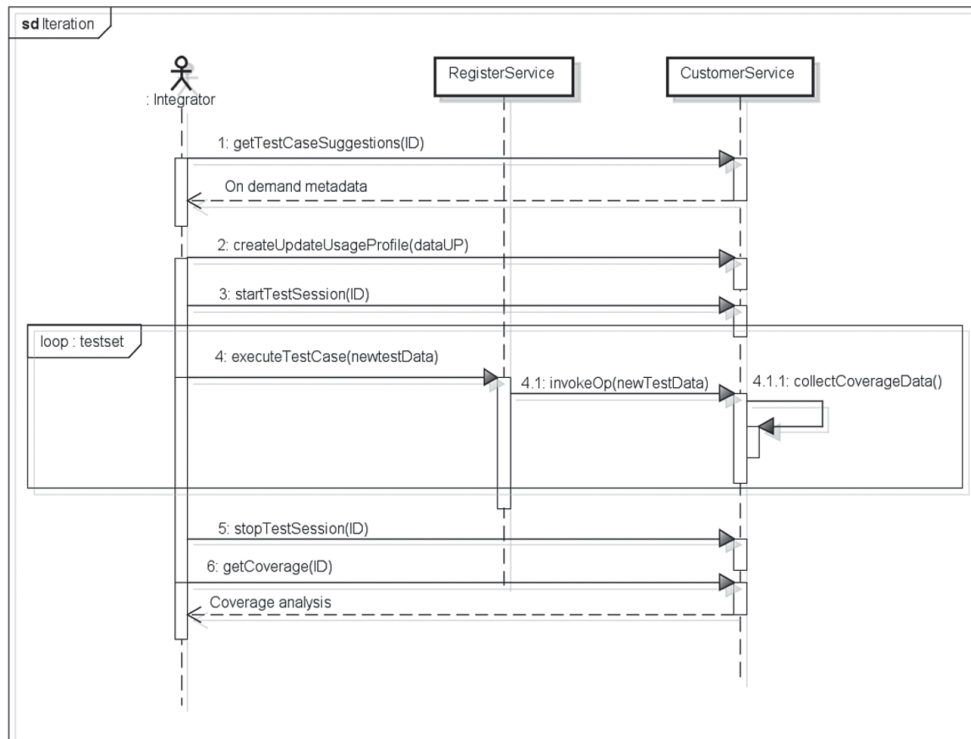 sd Iteration
: Integrator
RegisterService
CustomerService
1: getTestCaseSuggestions(ID)
On demand metadata
2: createUpdateUsageProfile(dataUP)
3: startTestSession(ID)
loop : testset
4: executeTestCase(newtestData)
4.1: invokeOp(newTestData)
4.1.1: collectCoverageData()
5: stopTestSession(ID)
6: getCoverage(ID)
Coverage analysis